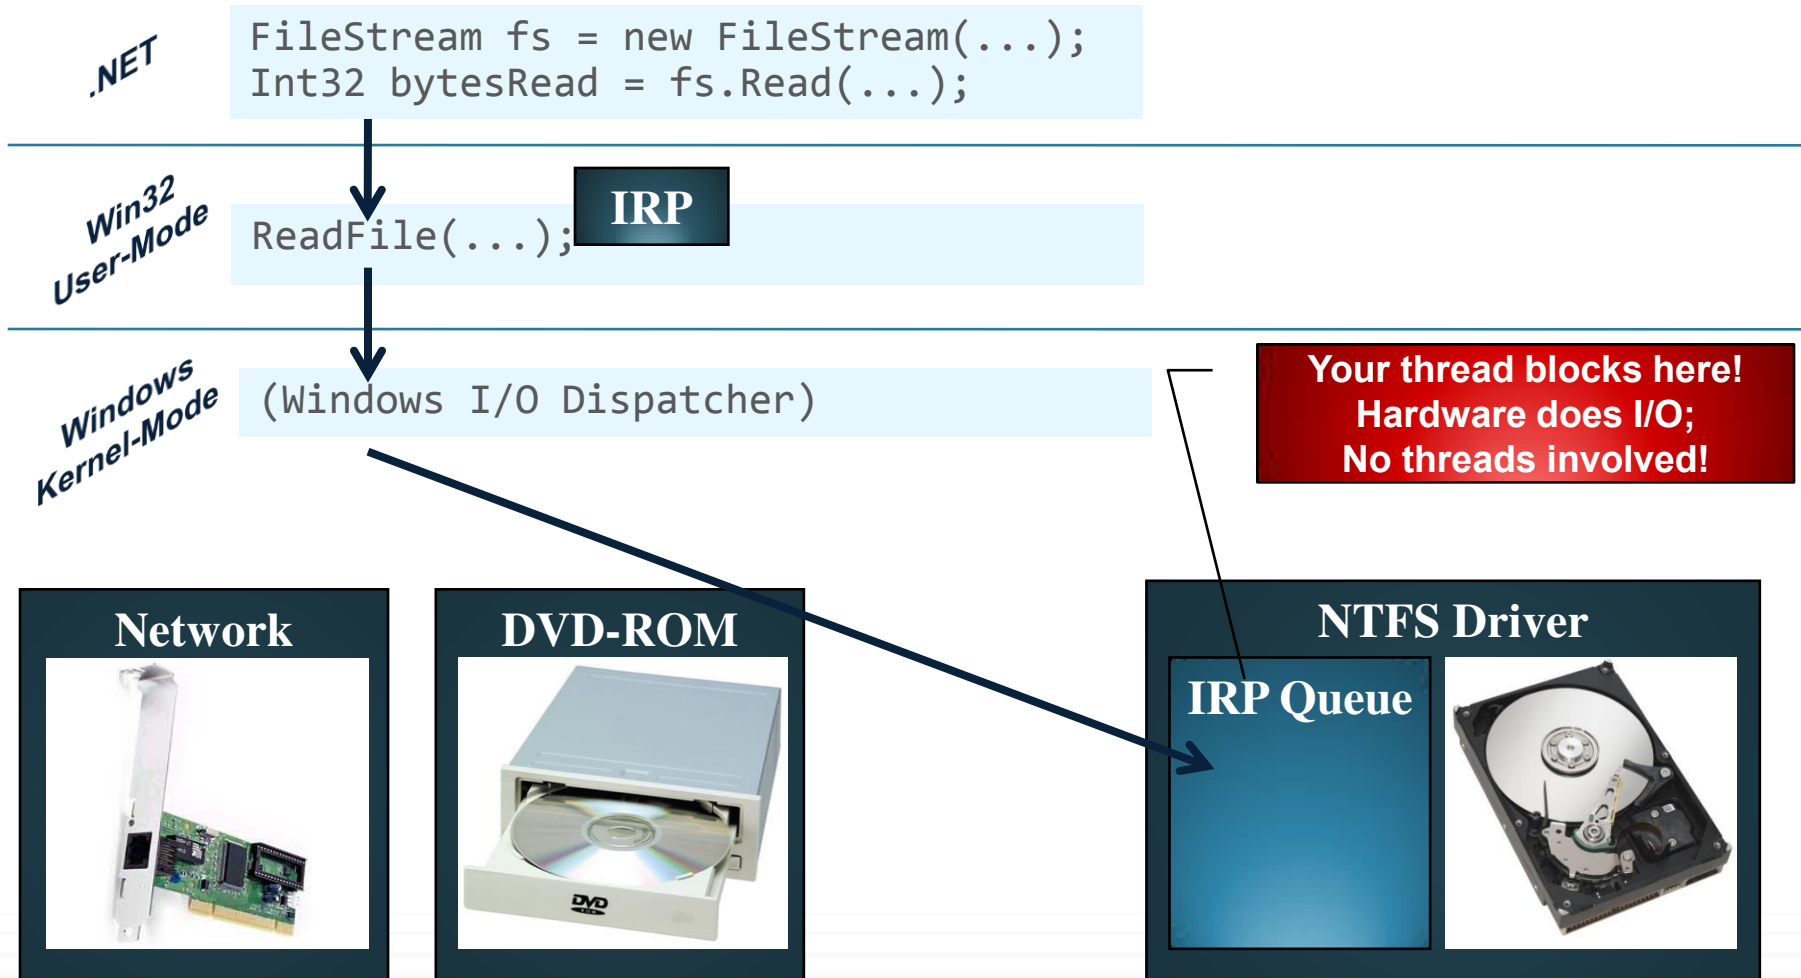 .NET
FileStream fs = new FileStream(...);
Int32 bytesRead = fs.Read(...);
Win32
User-Mode
ReadFile(...);
IRP
Windows
Kernel-Mode
(Windows I/O Dispatcher)
Your thread blocks here!
Hardware does I/O;
No threads involved!
Network
DVD-ROM
DVD
ROM
NTFS Driver
IRP Queue